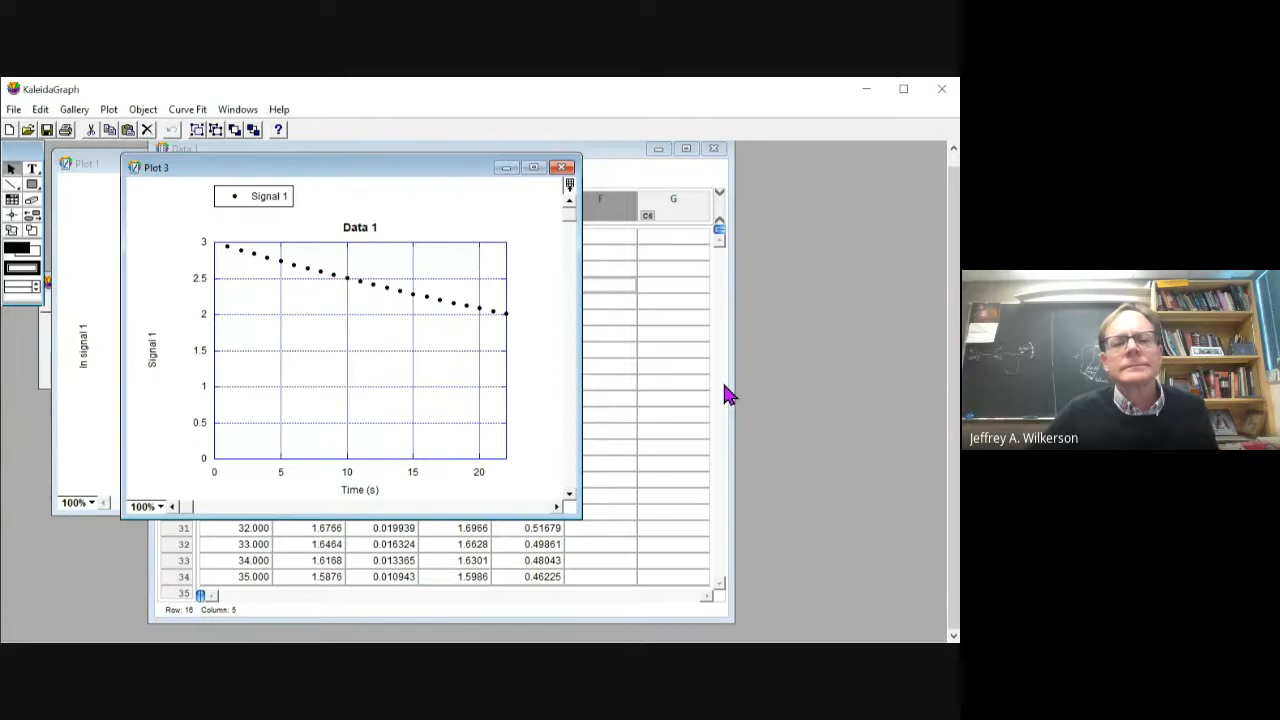 KaleidaGraph
File Edit Gallery Plot Object Curve Fit Windows Help
Data 1
Plot 1
Plot 3
F G
C6
Signal 1
Data 1
3
2.5
2
1.5
1
0.5
0
ln signal 1
Signal 1
0 5 10 15 20
Time (s)
100%
100%
31 32.000 1.6766 0.019939 1.6966 0.51679
32 33.000 1.6464 0.016324 1.6628 0.49861
33 34.000 1.6168 0.013365 1.6301 0.48043
34 35.000 1.5876 0.010943 1.5986 0.46225
35
Row: 16 Column: 5
Jeffrey A. Wilkerson